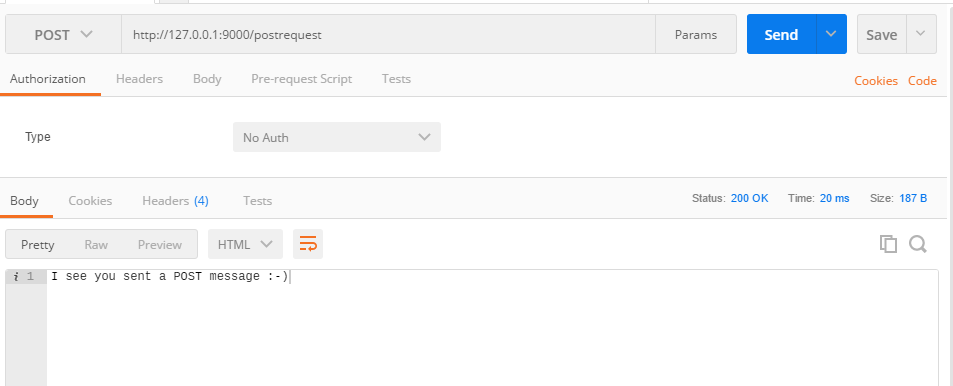 POST http://127.0.0.1:9000/postrequest Params Send Save
Authorization Headers Body Pre-request Script Tests Cookies Code
Type No Auth
Body Cookies Headers (4) Tests Status: 200 OK Time: 20 ms Size: 187 B
Pretty Raw Preview HTML
i 1 I see you sent a POST message :-)